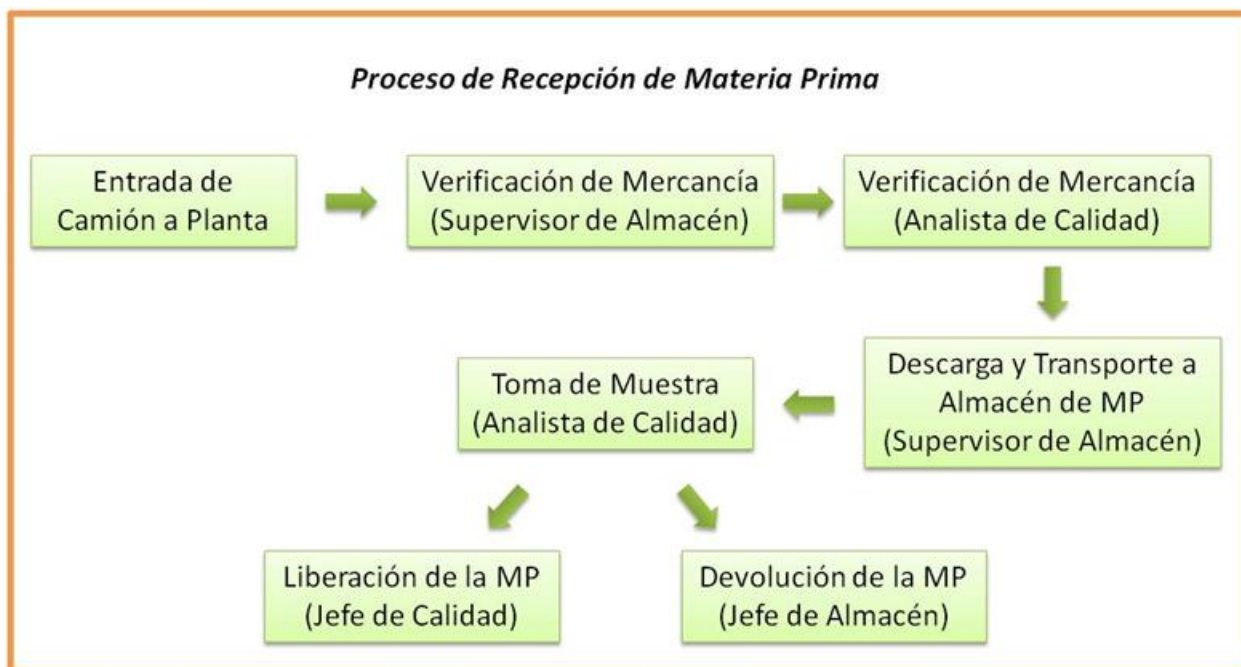 Proceso de Recepción de Materia Prima
Entrada de
Camión a Planta
Verificación de Mercancía
(Supervisor de Almacén)
Verificación de Mercancía
(Analista de Calidad)
Descarga y Transporte a
Almacén de MP
(Supervisor de Almacén)
Toma de Muestra
(Analista de Calidad)
Liberación de la MP
(Jefe de Calidad)
Devolución de la MP
(Jefe de Almacén)